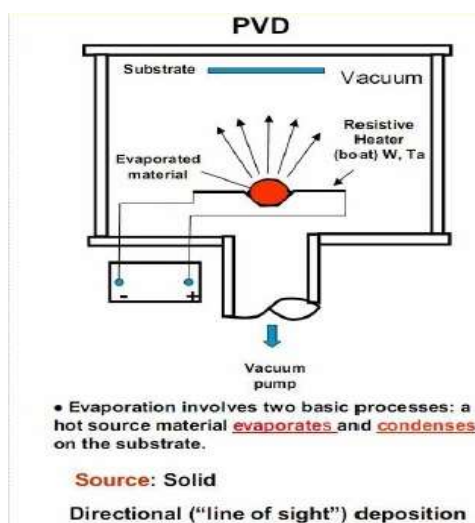 PVD
Substrate
Vacuum
Resistive
Heater
(boat) W, Ta
Evaporated
material
- +
Vacuum
pump
• Evaporation involves two basic processes: a
hot source material evaporates and condenses
on the substrate.
Source: Solid
Directional (“line of sight”) deposition